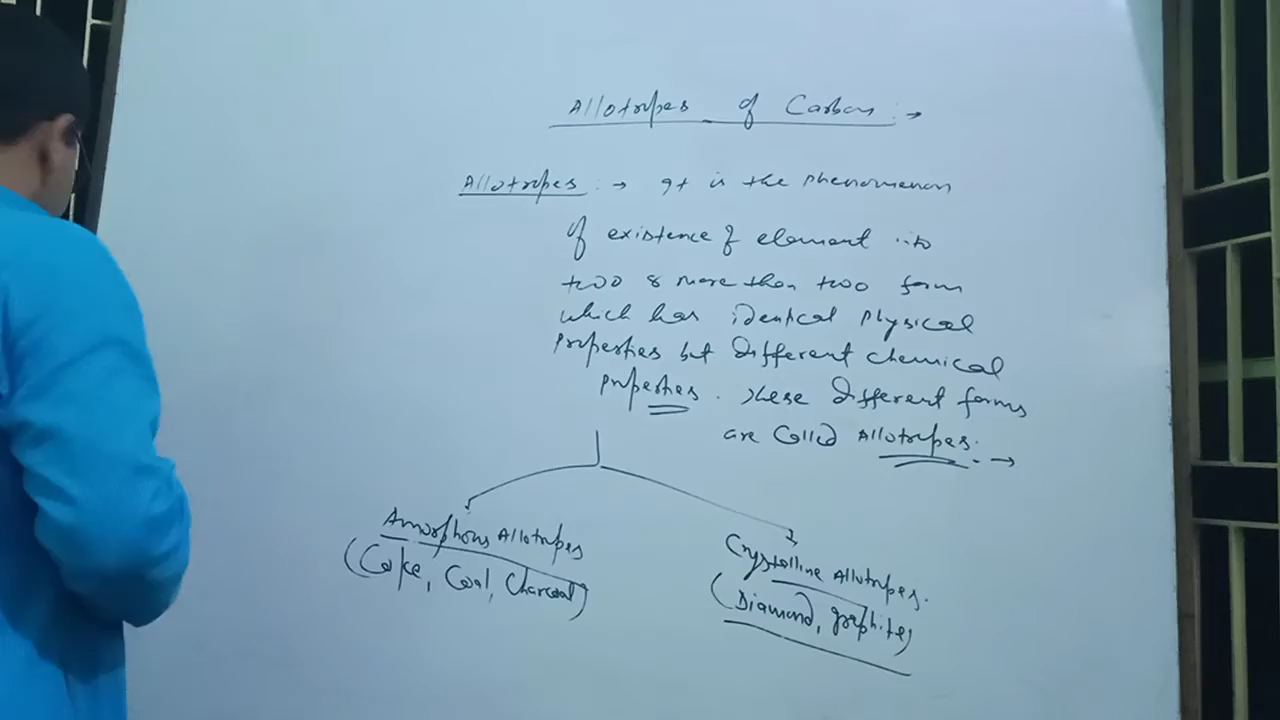 Allotropes of Carbon :→
Allotropes :→ It is the phenomenon
of existence of element into
two & more than two form
which has identical physical
properties but different chemical
properties. These different forms
are called Allotropes. →
Amorphous Allotropes
(Coke, Coal, Charcoal)
Crystalline Allotropes.
(Diamond, graphite)